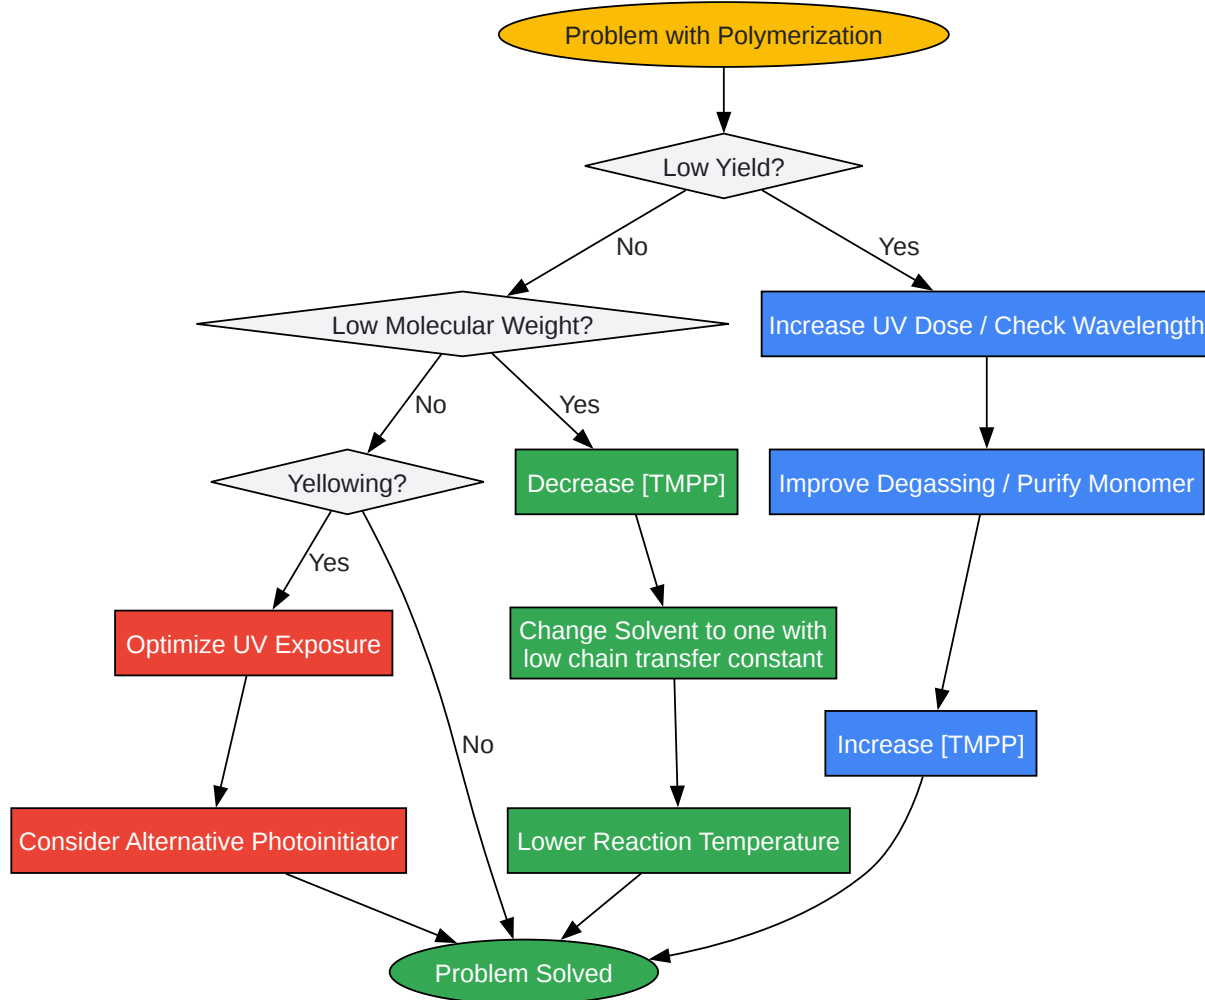 Problem with Polymerization
Low Yield?
No
Yes
Low Molecular Weight?
Increase UV Dose / Check Wavelength
No
Yes
Yellowing?
Decrease [TMPP]
Improve Degassing / Purify Monomer
Yes
Optimize UV Exposure
Change Solvent to one with
low chain transfer constant
No
Increase [TMPP]
Consider Alternative Photoinitiator
Lower Reaction Temperature
Problem Solved